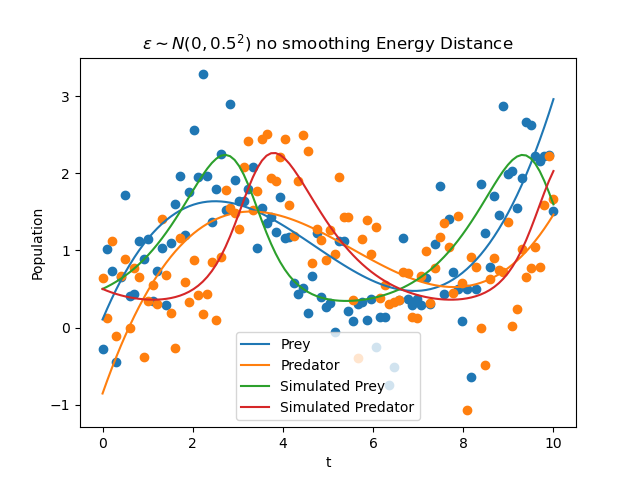 ε ∼ N(0, 0.5²) no smoothing Energy Distance
Population
3
2
1
0
−1
Prey
Predator
Simulated Prey
Simulated Predator
0 2 4 6 8 10
t